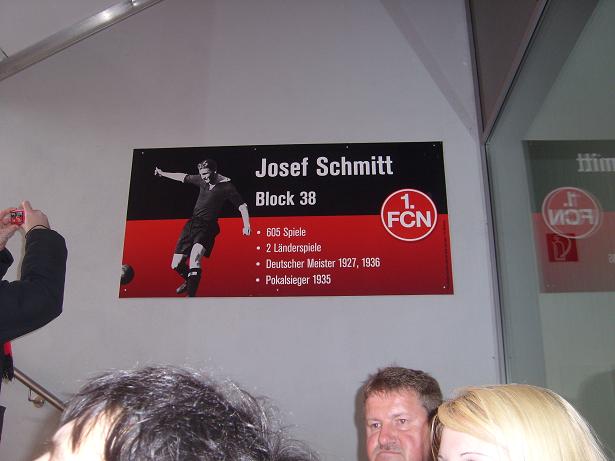 Josef Schmitt
Block 38
1.
FCN
• 605 Spiele
• 2 Länderspiele
• Deutscher Meister 1927, 1936
• Pokalsieger 1935